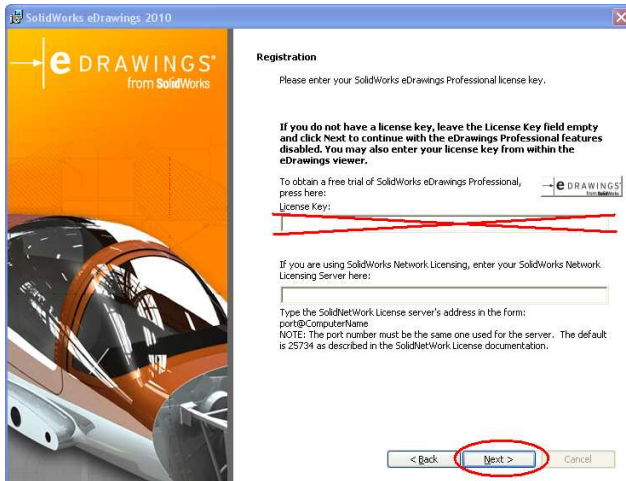 SolidWorks eDrawings 2010
e DRAWINGS
from SolidWorks
Registration
Please enter your SolidWorks eDrawings Professional license key.
If you do not have a license key, leave the License Key field empty
and click Next to continue with the eDrawings Professional features
disabled. You may also enter your license key from within the
eDrawings viewer.
To obtain a free trial of SolidWorks eDrawings Professional,
press here:
e DRAWINGS
from SolidWorks
License Key:
If you are using SolidWorks Network Licensing, enter your SolidWorks Network
Licensing Server here:
Type the SolidNetWork License server's address in the form:
port@ComputerName
NOTE: The port number must be the same one used for the server. The default
is 25734 as described in the SolidNetWork License documentation.
< Back Next > Cancel